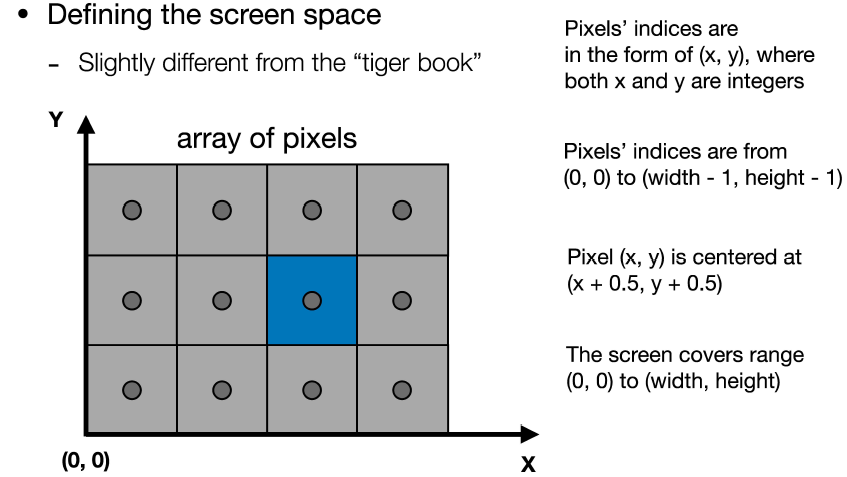 • Defining the screen space
- Slightly different from the “tiger book”
Y
array of pixels
(0, 0)
X
Pixels’ indices are
in the form of (x, y), where
both x and y are integers
Pixels’ indices are from
(0, 0) to (width - 1, height - 1)
Pixel (x, y) is centered at
(x + 0.5, y + 0.5)
The screen covers range
(0, 0) to (width, height)